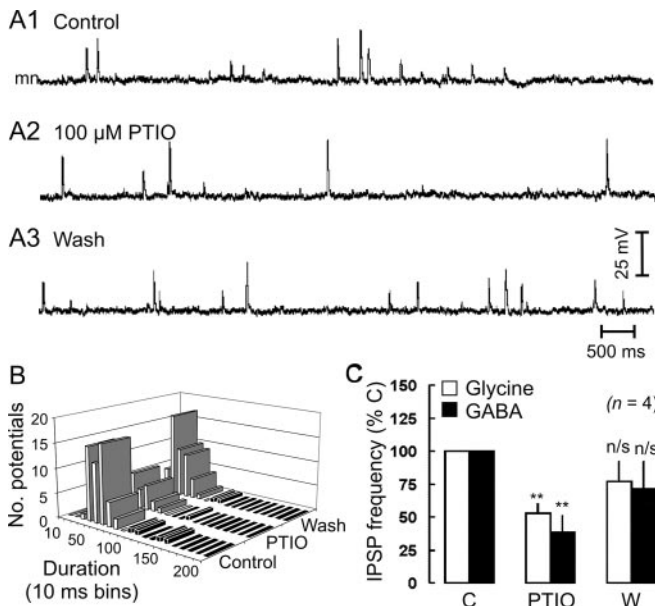 A1 Control
mn
A2 100 µM PTIO
A3 Wash
25 mV
500 ms
B
No. potentials
20
15
10
5
0
10
50
100
150
200
Duration
(10 ms bins)
Control
PTIO
Wash
C
IPSP frequency (% C)
150
125
100
75
50
25
0
Glycine
GABA
(n = 4)
** **
n/s n/s
C PTIO W